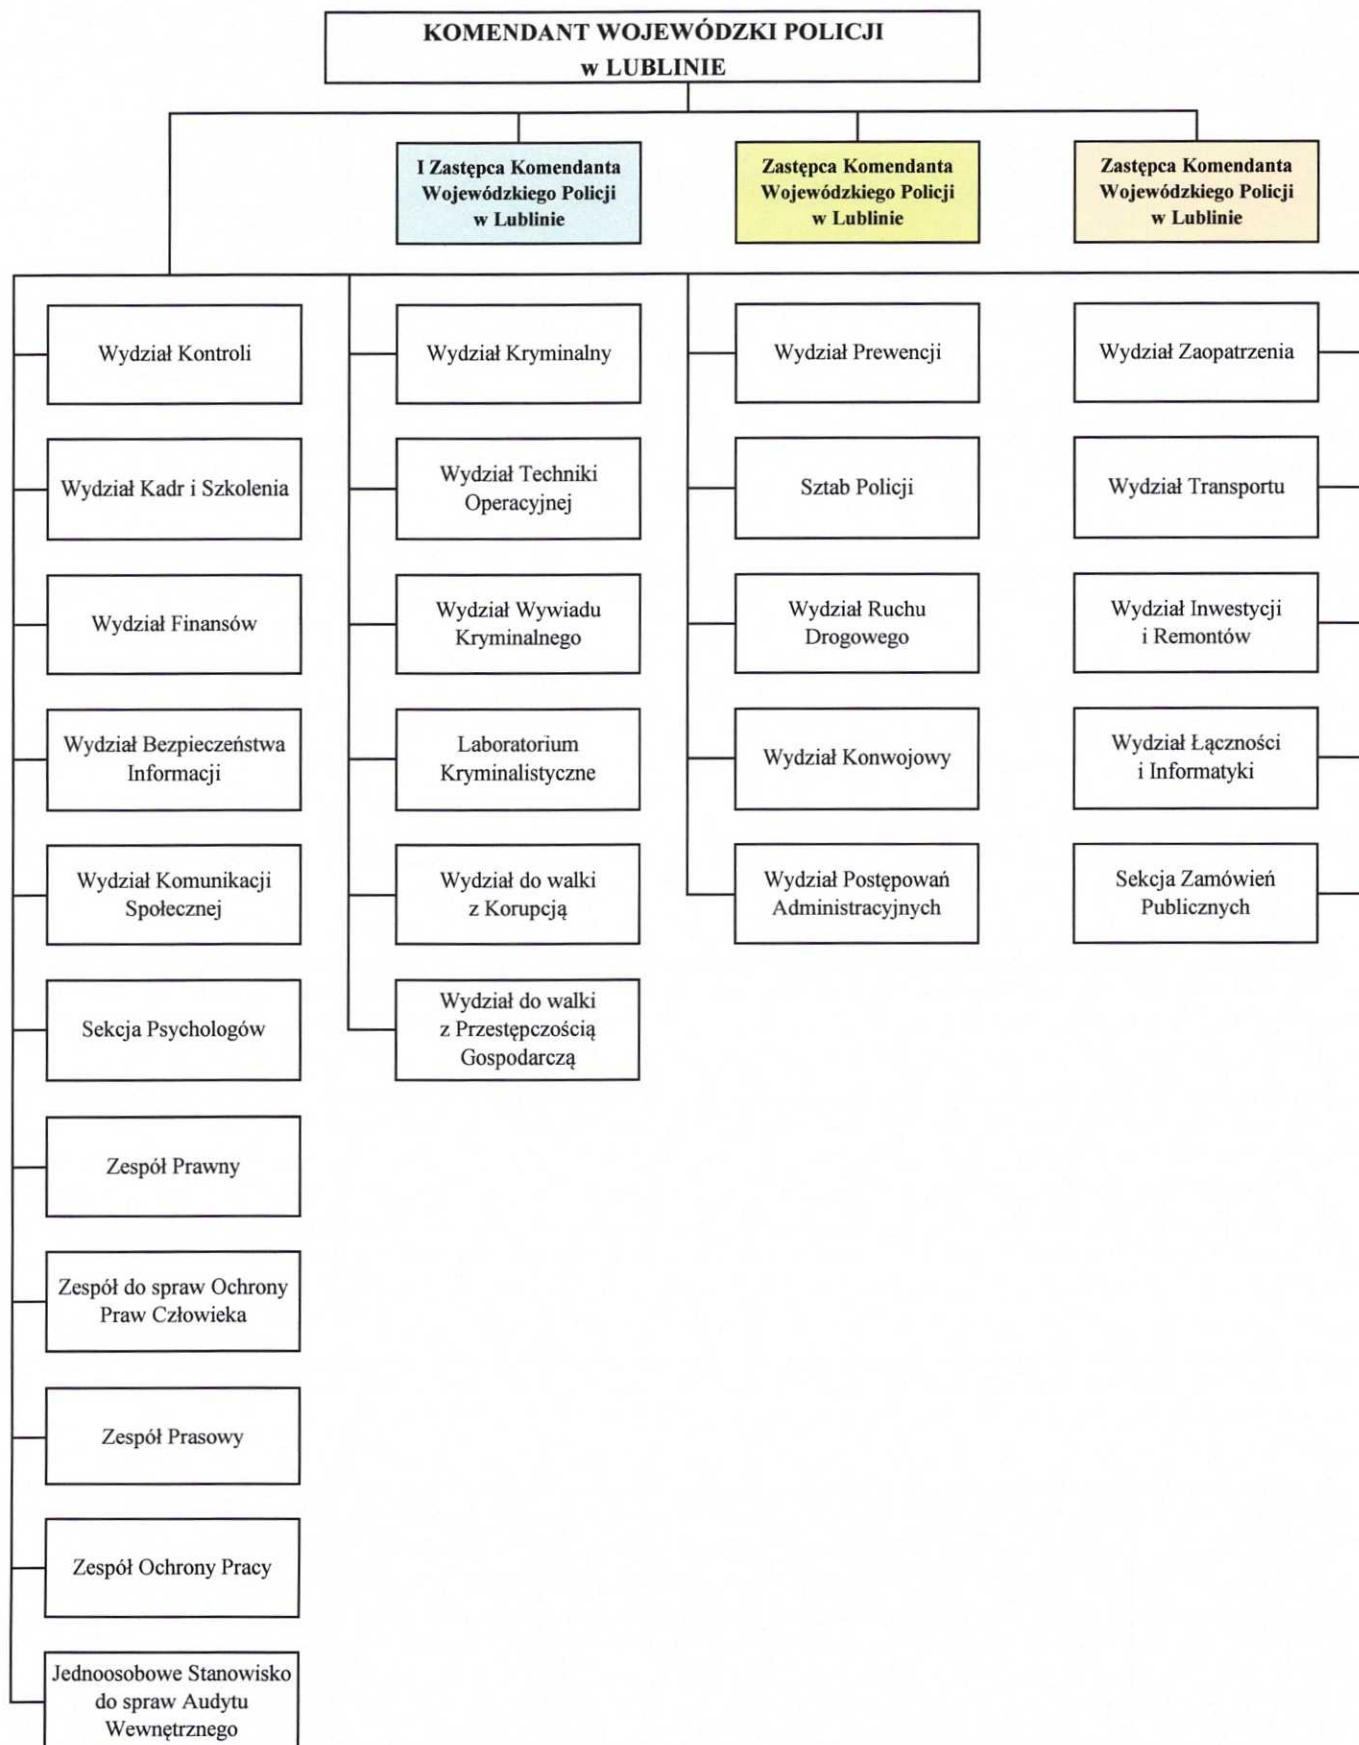 KOMENDANT WOJEWÓDZKI POLICJI
w LUBLINIE
I Zastępca Komendanta
Wojewódzkiego Policji
w Lublinie
Zastępca Komendanta
Wojewódzkiego Policji
w Lublinie
Zastępca Komendanta
Wojewódzkiego Policji
w Lublinie
Wydział Kontroli
Wydział Kadr i Szkolenia
Wydział Finansów
Wydział Bezpieczeństwa
Informacji
Wydział Komunikacji
Społecznej
Sekcja Psychologów
Zespół Prawny
Zespół do spraw Ochrony
Praw Człowieka
Zespół Prasowy
Zespół Ochrony Pracy
Jednoosobowe Stanowisko
do spraw Audytu
Wewnętrznego
Wydział Kryminalny
Wydział Techniki
Operacyjnej
Wydział Wywiadu
Kryminalnego
Laboratorium
Kryminalistyczne
Wydział do walki
z Korupcją
Wydział do walki
z Przestępczością
Gospodarczą
Wydział Prewencji
Sztab Policji
Wydział Ruchu
Drogowego
Wydział Konwojowy
Wydział Postępowań
Administracyjnych
Wydział Zaopatrzenia
Wydział Transportu
Wydział Inwestycji
i Remontów
Wydział Łączności
i Informatyki
Sekcja Zamówień
Publicznych